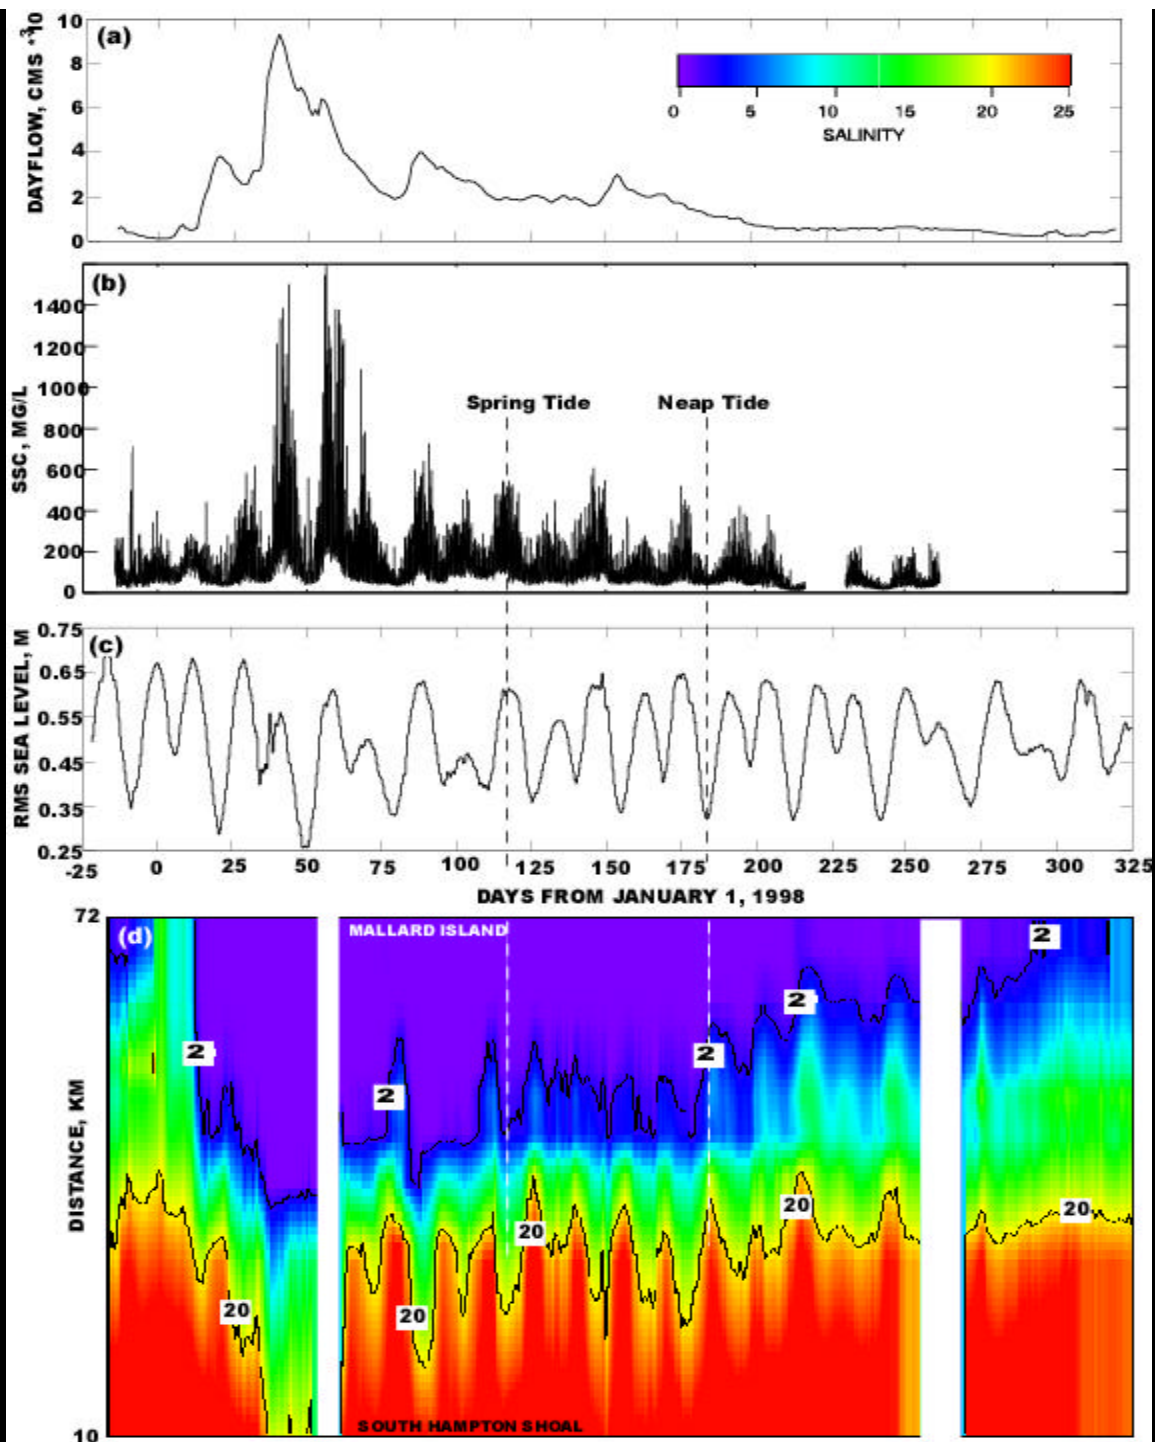 (a)
DAYFLOW, CMS *10 3
10
8
6
4
2
0
0 5 10 15 20 25
SALINITY
(b)
SSC, MG/L
1400
1200
1000
800
600
400
200
0
Spring Tide Neap Tide
(c)
RMS SEA LEVEL, M
0.75
0.65
0.55
0.45
0.35
0.25
-25 0 25 50 75 100 125 150 175 200 225 250 275 300 325
DAYS FROM JANUARY 1, 1998
72
(d)
MALLARD ISLAND
DISTANCE, KM
2
2
2
2
2
20
20
20
20
20
SOUTH HAMPTON SHOAL
10